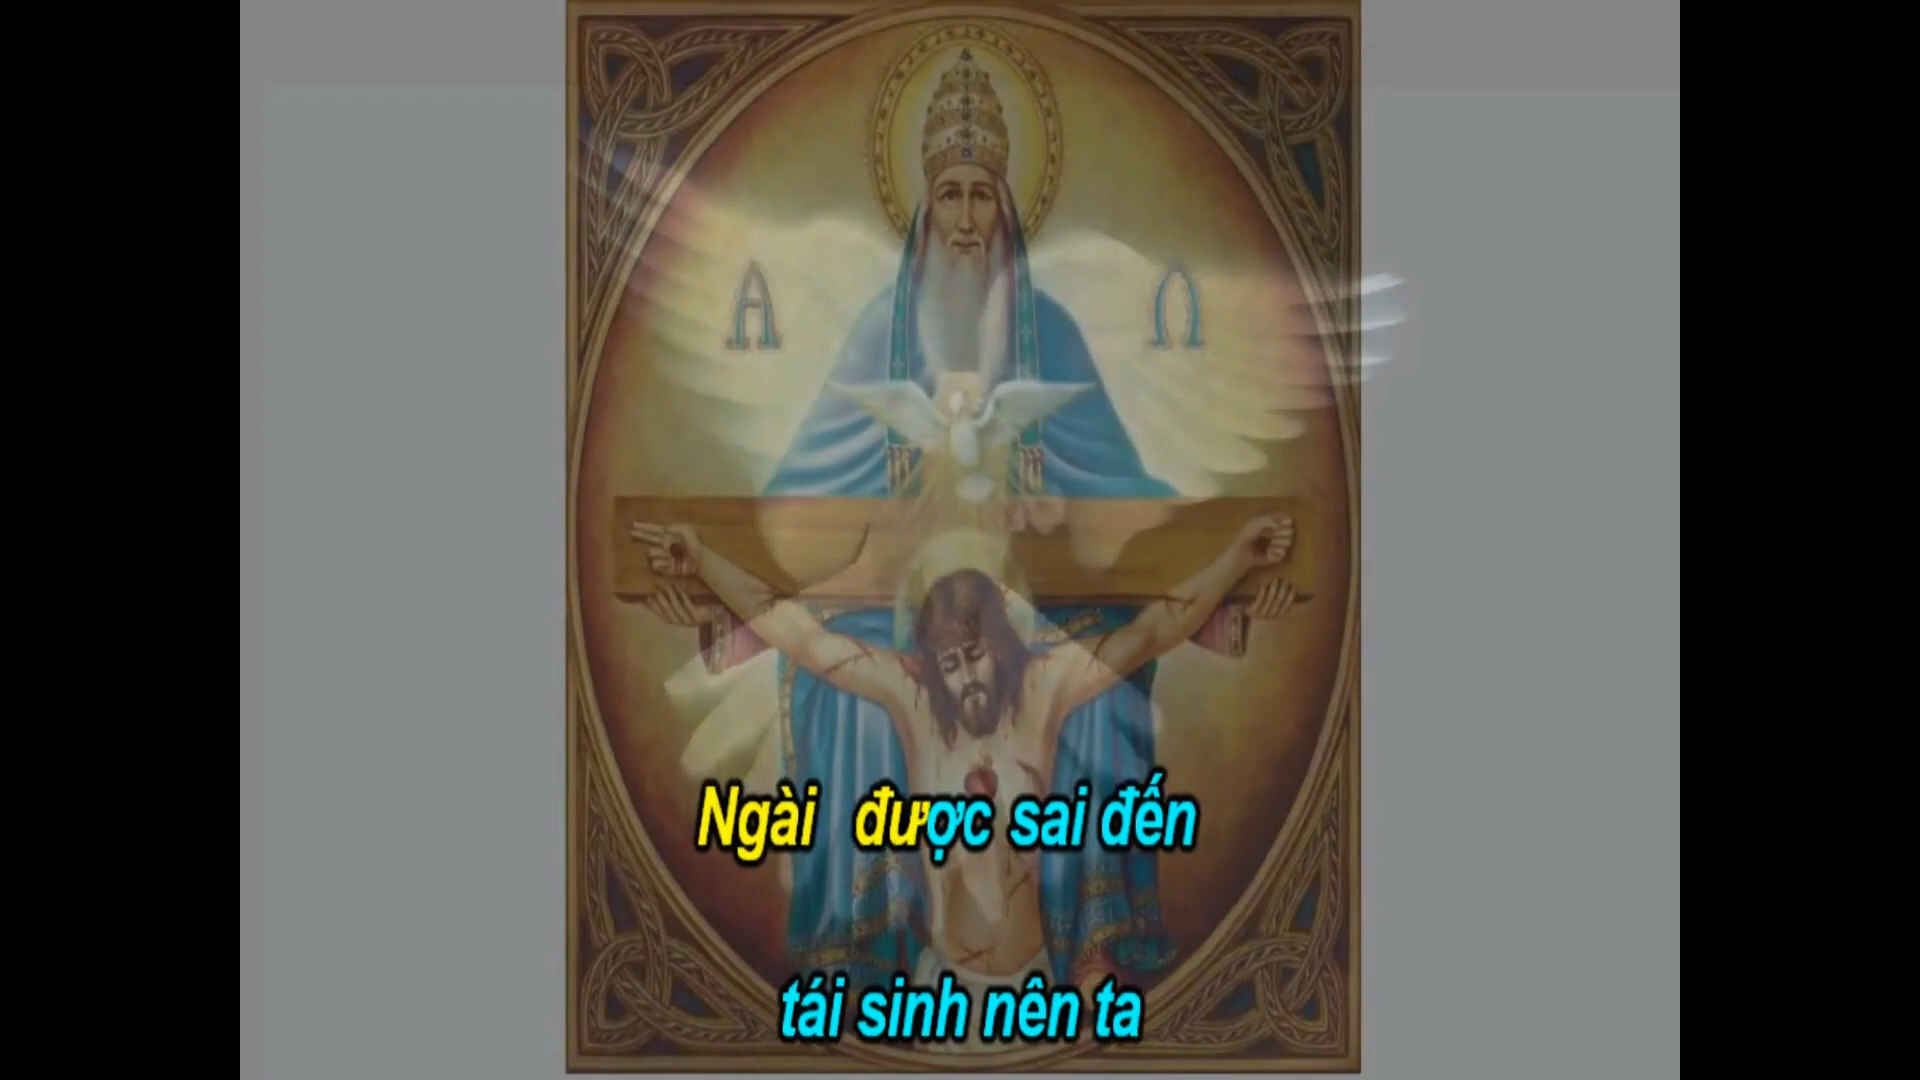 Α Ω
Ngài được sai đến
tái sinh nên ta